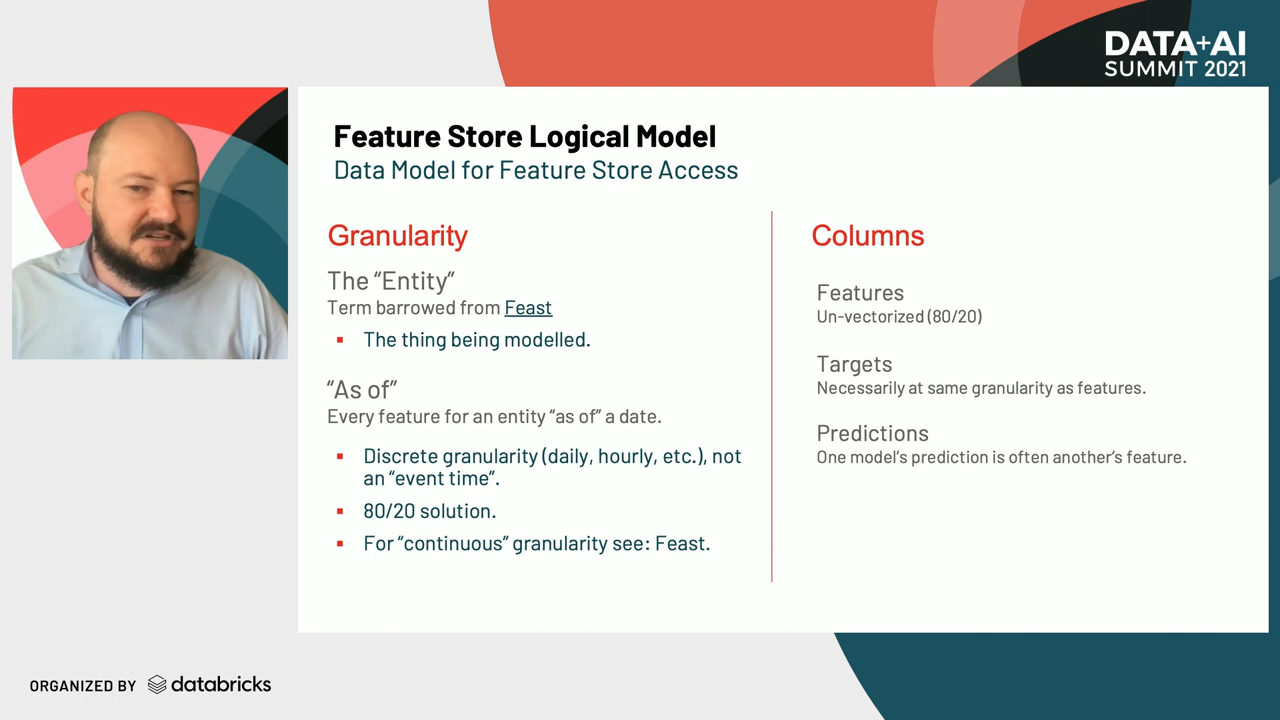 DATA+AI
SUMMIT 2021
Feature Store Logical Model
Data Model for Feature Store Access
Granularity
The “Entity”
Term barrowed from Feast
▪ The thing being modelled.
“As of”
Every feature for an entity “as of” a date.
▪ Discrete granularity (daily, hourly, etc.), not
an “event time”.
▪ 80/20 solution.
▪ For “continuous” granularity see: Feast.
Columns
Features
Un-vectorized (80/20)
Targets
Necessarily at same granularity as features.
Predictions
One model’s prediction is often another’s feature.
ORGANIZED BY databricks